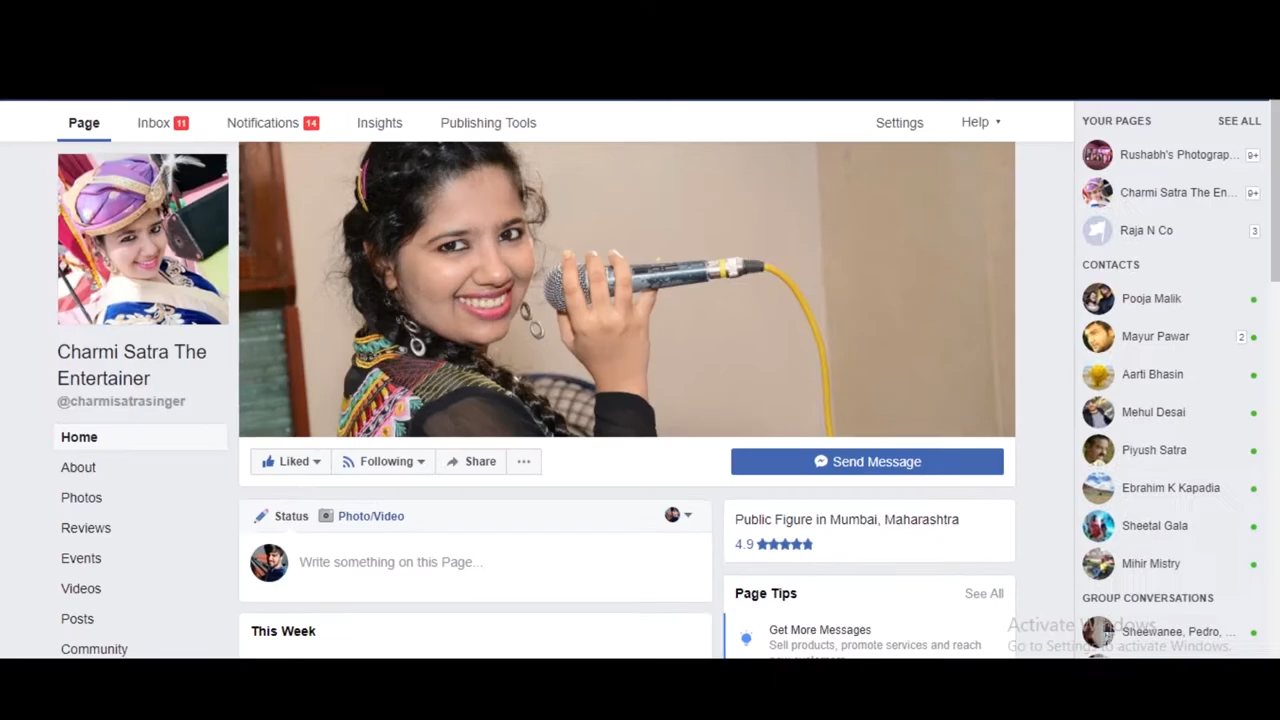 Page Inbox 11 Notifications 14 Insights Publishing Tools Settings Help
Charmi Satra The
Entertainer
@charmisatrasinger
Home
About
Photos
Reviews
Events
Videos
Posts
Community
Liked Following Share ...
Send Message
Status Photo/Video
Write something on this Page...
This Week
Public Figure in Mumbai, Maharashtra
4.9
Page Tips See All
Get More Messages
Sell products, promote services and reach
YOUR PAGES SEE ALL
Rushabh's Photograp... 9+
Charmi Satra The En... 9+
Raja N Co 3
CONTACTS
Pooja Malik
Mayur Pawar 2
Aarti Bhasin
Mehul Desai
Piyush Satra
Ebrahim K Kapadia
Sheetal Gala
Mihir Mistry
GROUP CONVERSATIONS
Sheewanee, Pedro, ...
Activate Windows
Go to Settings to activate Windows.